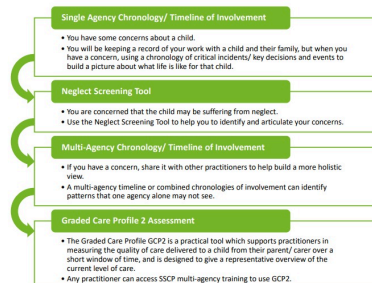 Single Agency Chronology/ Timeline of Involvement
• You have some concerns about a child.
• You will be keeping a record of your work with a child and their family, but when you
have a concern, using a chronology of critical incidents/ key decisions and events to
build a picture about what life is like for that child.
Neglect Screening Tool
• You are concerned that the child may be suffering from neglect.
• Use the Neglect Screening Tool to help you to identify and articulate your concerns.
Multi-Agency Chronology/ Timeline of Involvement
• If you have a concern, share it with other practitioners to help build a more holistic
view.
• A multi-agency timeline or combined chronologies of involvement can identify
patterns that one agency alone may not see.
Graded Care Profile 2 Assessment
• The Graded Care Profile GCP2 is a practical tool which supports practitioners in
measuring the quality of care delivered to a child from their parent/ carer over a
short window of time, and is designed to give a representative overview of the
current level of care.
• Any practitioner can access SSCP multi-agency training to use GCP2.